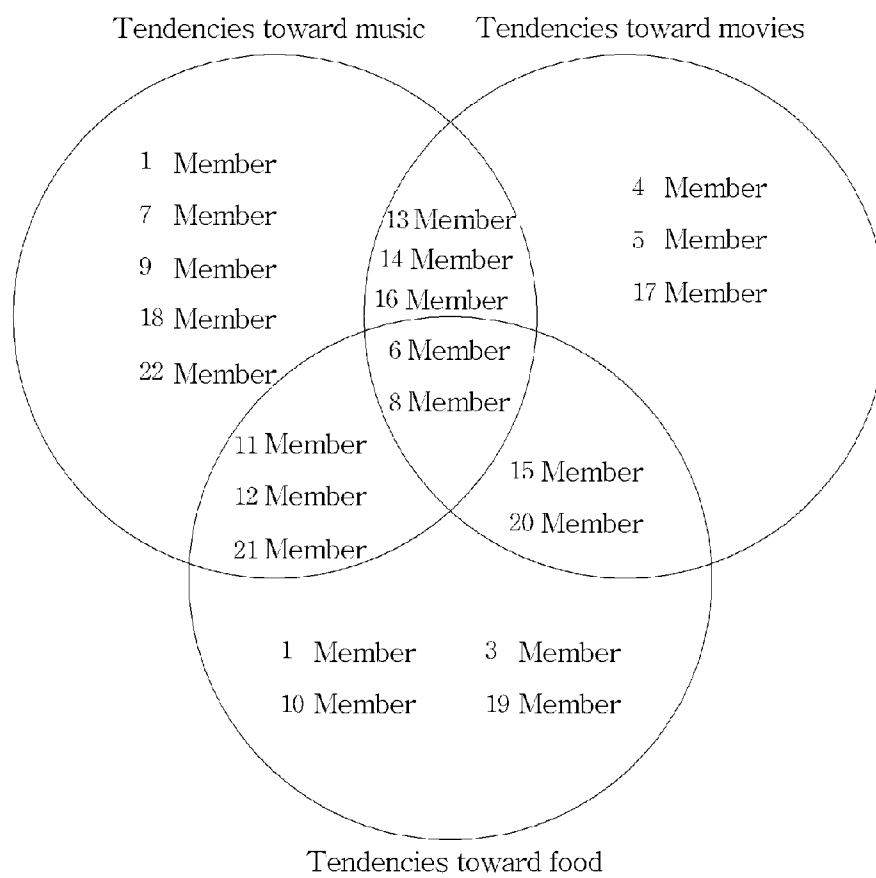 Tendencies toward music
Tendencies toward movies
1 Member
7 Member
9 Member
18 Member
22 Member
13 Member
14 Member
16 Member
4 Member
5 Member
17 Member
6 Member
8 Member
11 Member
12 Member
21 Member
15 Member
20 Member
1 Member
3 Member
10 Member
19 Member
Tendencies toward food